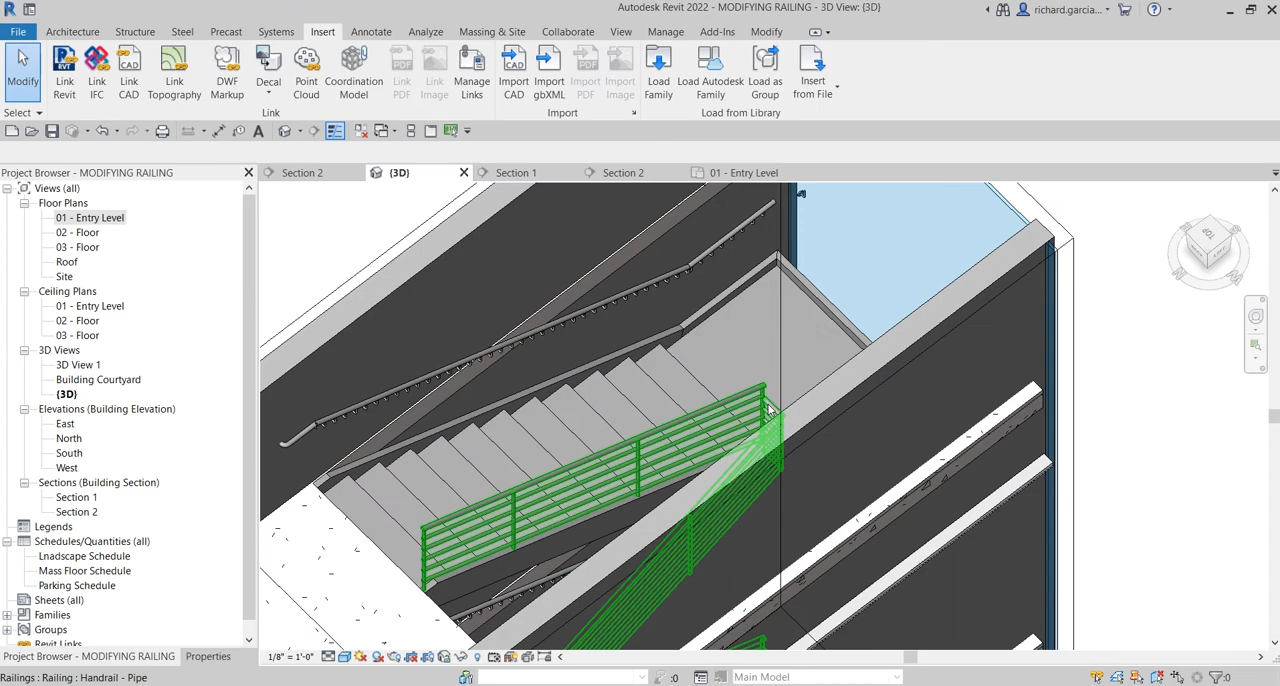 Autodesk Revit 2022 - MODIFYING RAILING - 3D View: {3D}
richard.garcia...
File Architecture Structure Steel Precast Systems Insert Annotate Analyze Massing & Site Collaborate View Manage Add-Ins Modify
Modify
Link Revit
Link IFC
Link CAD
Link Topography
DWF Markup
Decal
Point Cloud
Coordination Model
Link PDF
Link Image
Manage Links
Import CAD
Import gbXML
Import PDF
Import Image
Load Family
Load Autodesk Family
Load as Group
Insert from File
Select
Link
Import
Load from Library
Project Browser - MODIFYING RAILING
Section 2
{3D}
Section 1
Section 2
01 - Entry Level
Views (all)
Floor Plans
01 - Entry Level
02 - Floor
03 - Floor
Roof
Site
Ceiling Plans
01 - Entry Level
02 - Floor
03 - Floor
3D Views
3D View 1
Building Courtyard
{3D}
Elevations (Building Elevation)
East
North
South
West
Sections (Building Section)
Section 1
Section 2
Legends
Schedules/Quantities (all)
Lnadscape Schedule
Mass Floor Schedule
Parking Schedule
Sheets (all)
Families
Groups
Revit Links
TOP
Project Browser - MODIFYING RAILING
Properties
1/8" = 1'-0"
Railings : Railing : Handrail - Pipe
:0
Main Model
:0